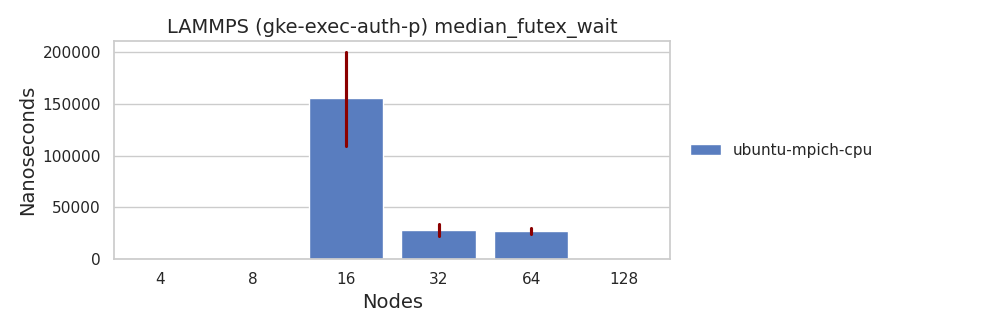 LAMMPS (gke-exec-auth-p) median_futex_wait
200000
150000
100000
50000
0
Nanoseconds
4 8 16 32 64 128
Nodes
ubuntu-mpich-cpu